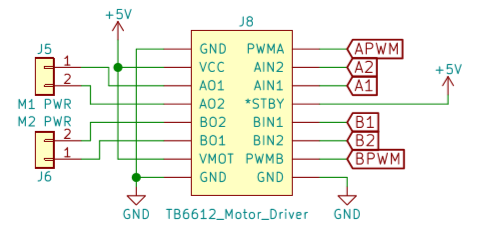 +5V
J8
J5
1
2
M1 PWR
M2 PWR
2
1
J6
GND PWMA APWM
VCC AIN2 A2
AO1 AIN1 A1
AO2 *STBY +5V
BO2 BIN1 B1
BO1 BIN2 B2
VMOT PWMB BPWM
GND GND
GND TB6612_Motor_Driver GND